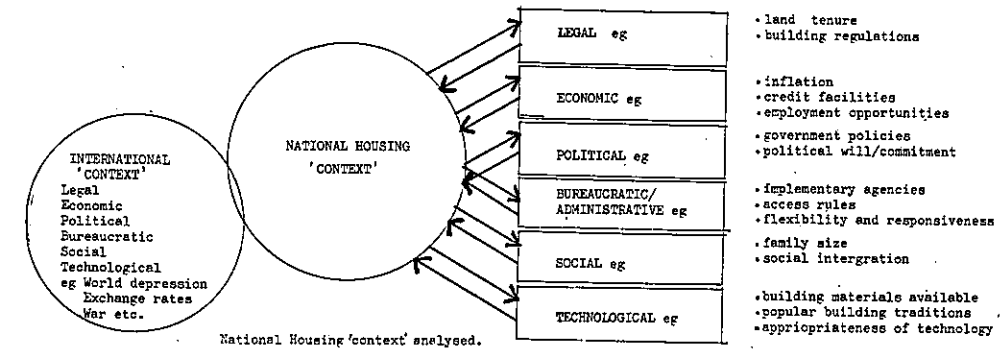 INTERNATIONAL
'CONTEXT'
Legal
Economic
Political
Bureaucratic
Social
Technological
eg World depression
Exchange rates
War etc.
NATIONAL HOUSING
'CONTEXT'
LEGAL eg
• land tenure
• building regulations
ECONOMIC eg
• inflation
• credit facilities
• employment opportunities
POLITICAL eg
• government policies
• political will/commitment
BUREAUCRATIC/
ADMINISTRATIVE eg
• implementary agencies
• access rules
• flexibility and responsiveness
SOCIAL eg
• family size
• social intergration
TECHNOLOGICAL eg
• building materials available
• popular building traditions
• appriopriateness of technology
National Housing 'context' analysed.